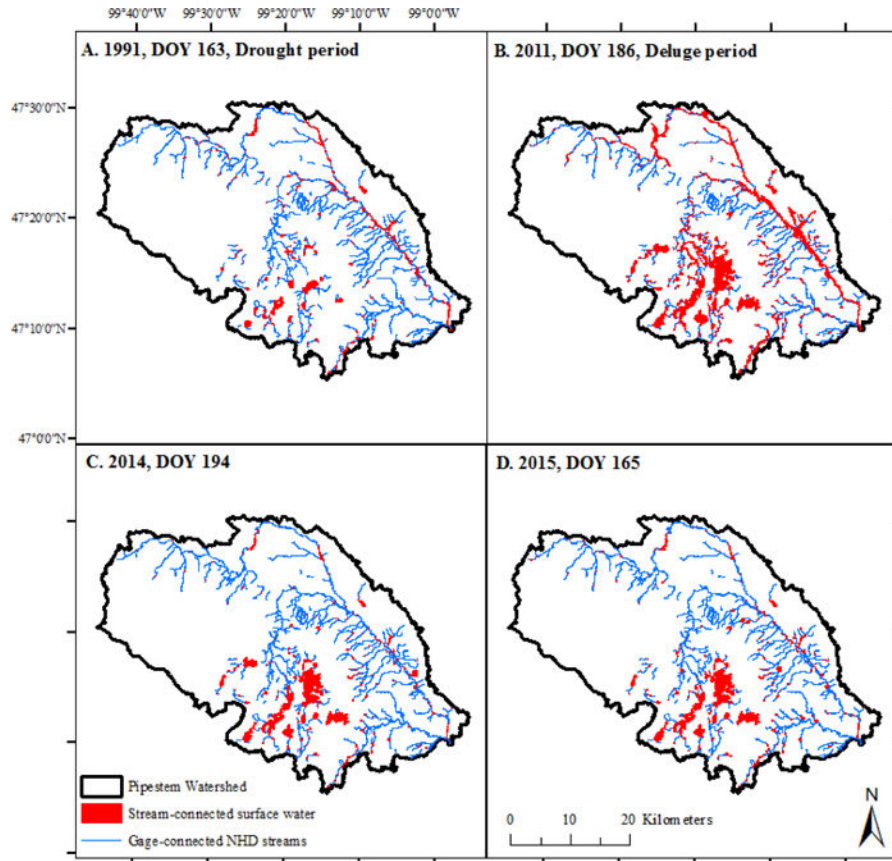 99°40'0"W 99°30'0"W 99°20'0"W 99°10'0"W 99°0'0"W
A. 1991, DOY 163, Drought period
B. 2011, DOY 186, Deluge period
47°30'0"N
47°20'0"N
47°10'0"N
47°0'0"N
C. 2014, DOY 194
D. 2015, DOY 165
Pipestem Watershed
Stream-connected surface water
Gage-connected NHD streams
0 10 20 Kilometers
N